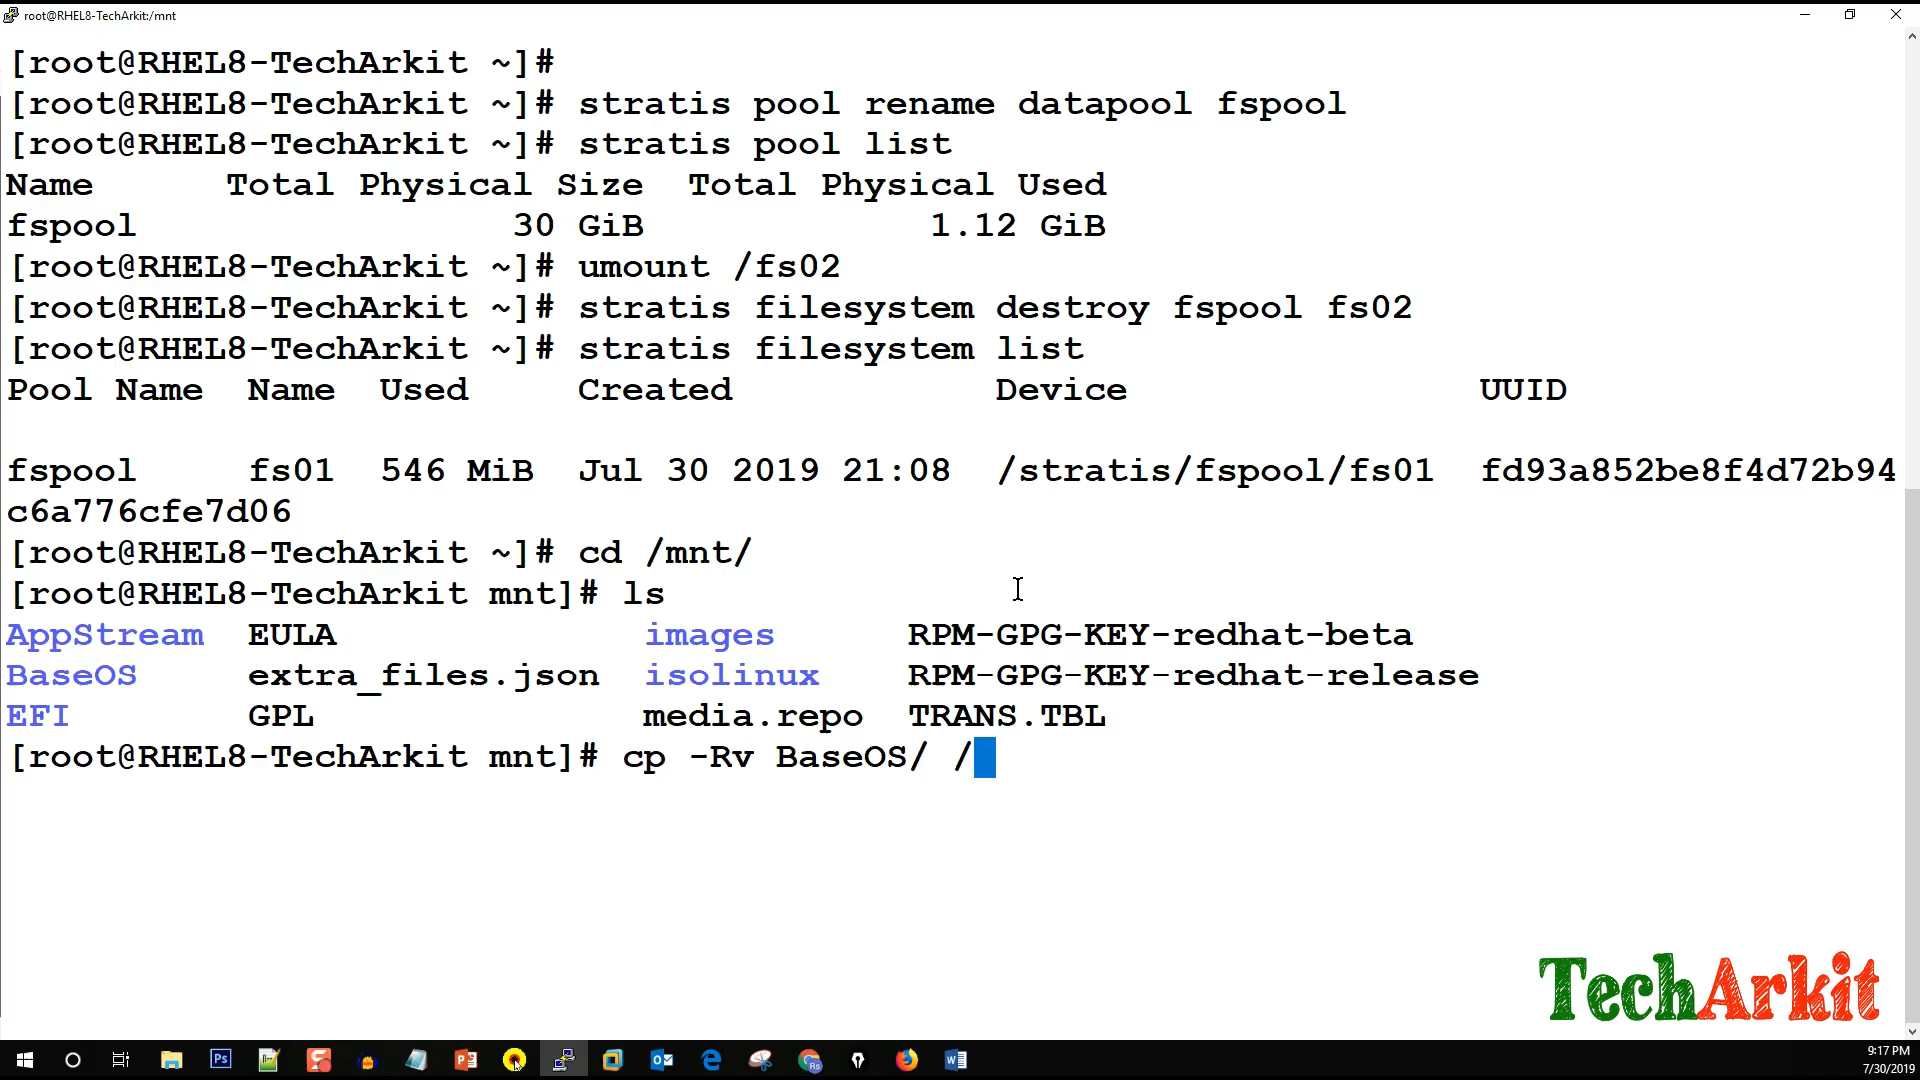 root@RHEL8-TechArkit:/mnt
[root@RHEL8-TechArkit ~]#
[root@RHEL8-TechArkit ~]# stratis pool rename datapool fspool
[root@RHEL8-TechArkit ~]# stratis pool list
Name Total Physical Size Total Physical Used
fspool 30 GiB 1.12 GiB
[root@RHEL8-TechArkit ~]# umount /fs02
[root@RHEL8-TechArkit ~]# stratis filesystem destroy fspool fs02
[root@RHEL8-TechArkit ~]# stratis filesystem list
Pool Name Name Used Created Device UUID
fspool fs01 546 MiB Jul 30 2019 21:08 /stratis/fspool/fs01 fd93a852be8f4d72b94
c6a776cfe7d06
[root@RHEL8-TechArkit ~]# cd /mnt/
[root@RHEL8-TechArkit mnt]# ls
AppStream EULA images RPM-GPG-KEY-redhat-beta
BaseOS extra_files.json isolinux RPM-GPG-KEY-redhat-release
EFI GPL media.repo TRANS.TBL
[root@RHEL8-TechArkit mnt]# cp -Rv BaseOS/ /
TechArkit
9:17 PM
7/30/2019